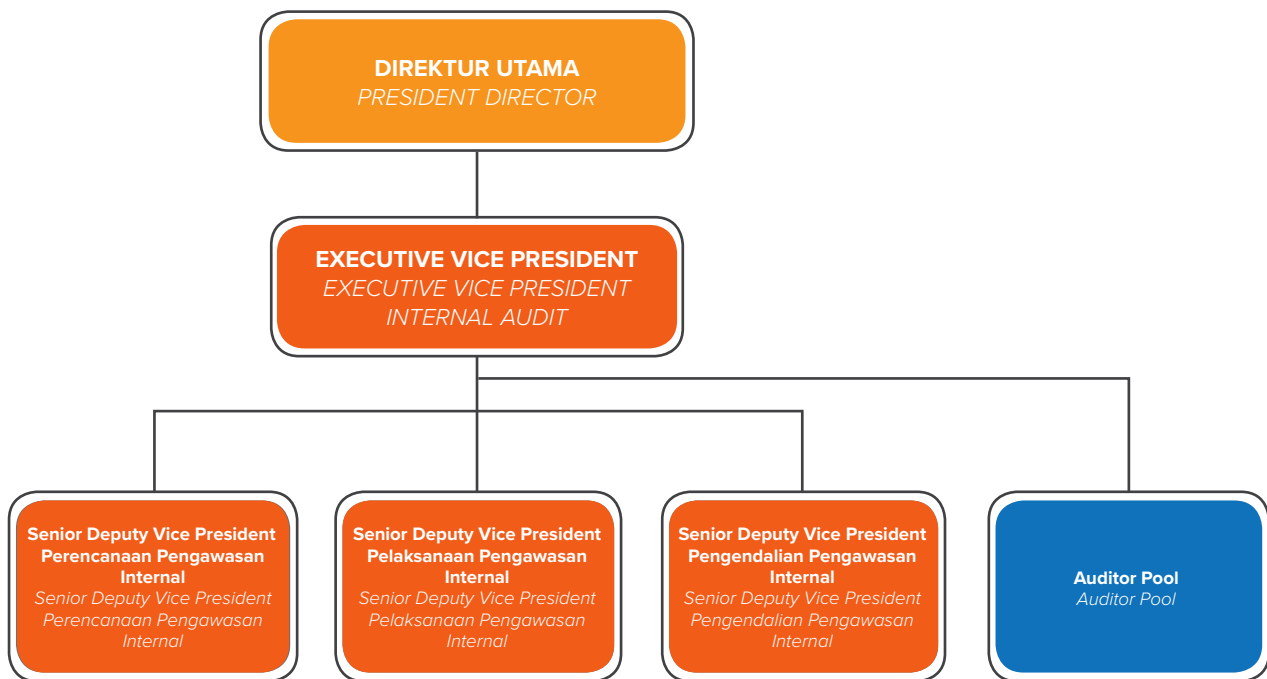 DIREKTUR UTAMA
PRESIDENT DIRECTOR
EXECUTIVE VICE PRESIDENT
EXECUTIVE VICE PRESIDENT
INTERNAL AUDIT
Senior Deputy Vice President
Perencanaan Pengawasan
Internal
Senior Deputy Vice President
Perencanaan Pengawasan
Internal
Senior Deputy Vice President
Pelaksanaan Pengawasan
Internal
Senior Deputy Vice President
Pelaksanaan Pengawasan
Internal
Senior Deputy Vice President
Pengendalian Pengawasan
Internal
Senior Deputy Vice President
Pengendalian Pengawasan
Internal
Auditor Pool
Auditor Pool